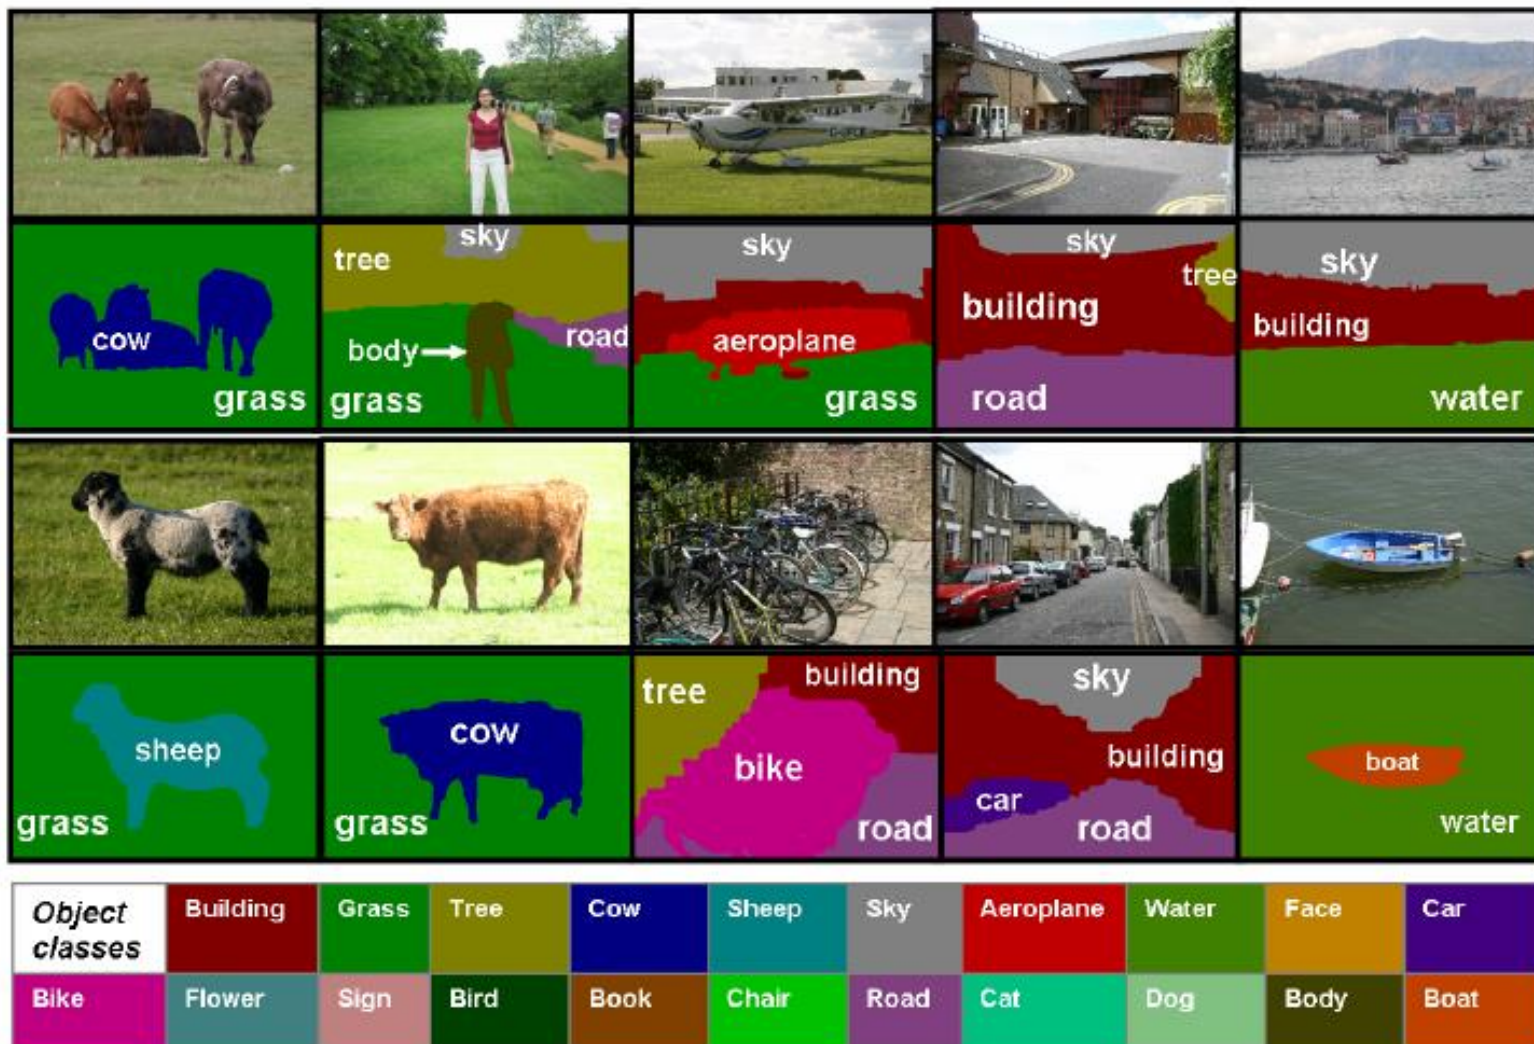 sky
tree
cow
body
road
grass
grass
sky
aeroplane
grass
sky
tree
building
road
sky
building
water
sheep
grass
cow
grass
tree
building
bike
road
sky
building
car
road
boat
water
Object classes
Building
Grass
Tree
Cow
Sheep
Sky
Aeroplane
Water
Face
Car
Bike
Flower
Sign
Bird
Book
Chair
Road
Cat
Dog
Body
Boat